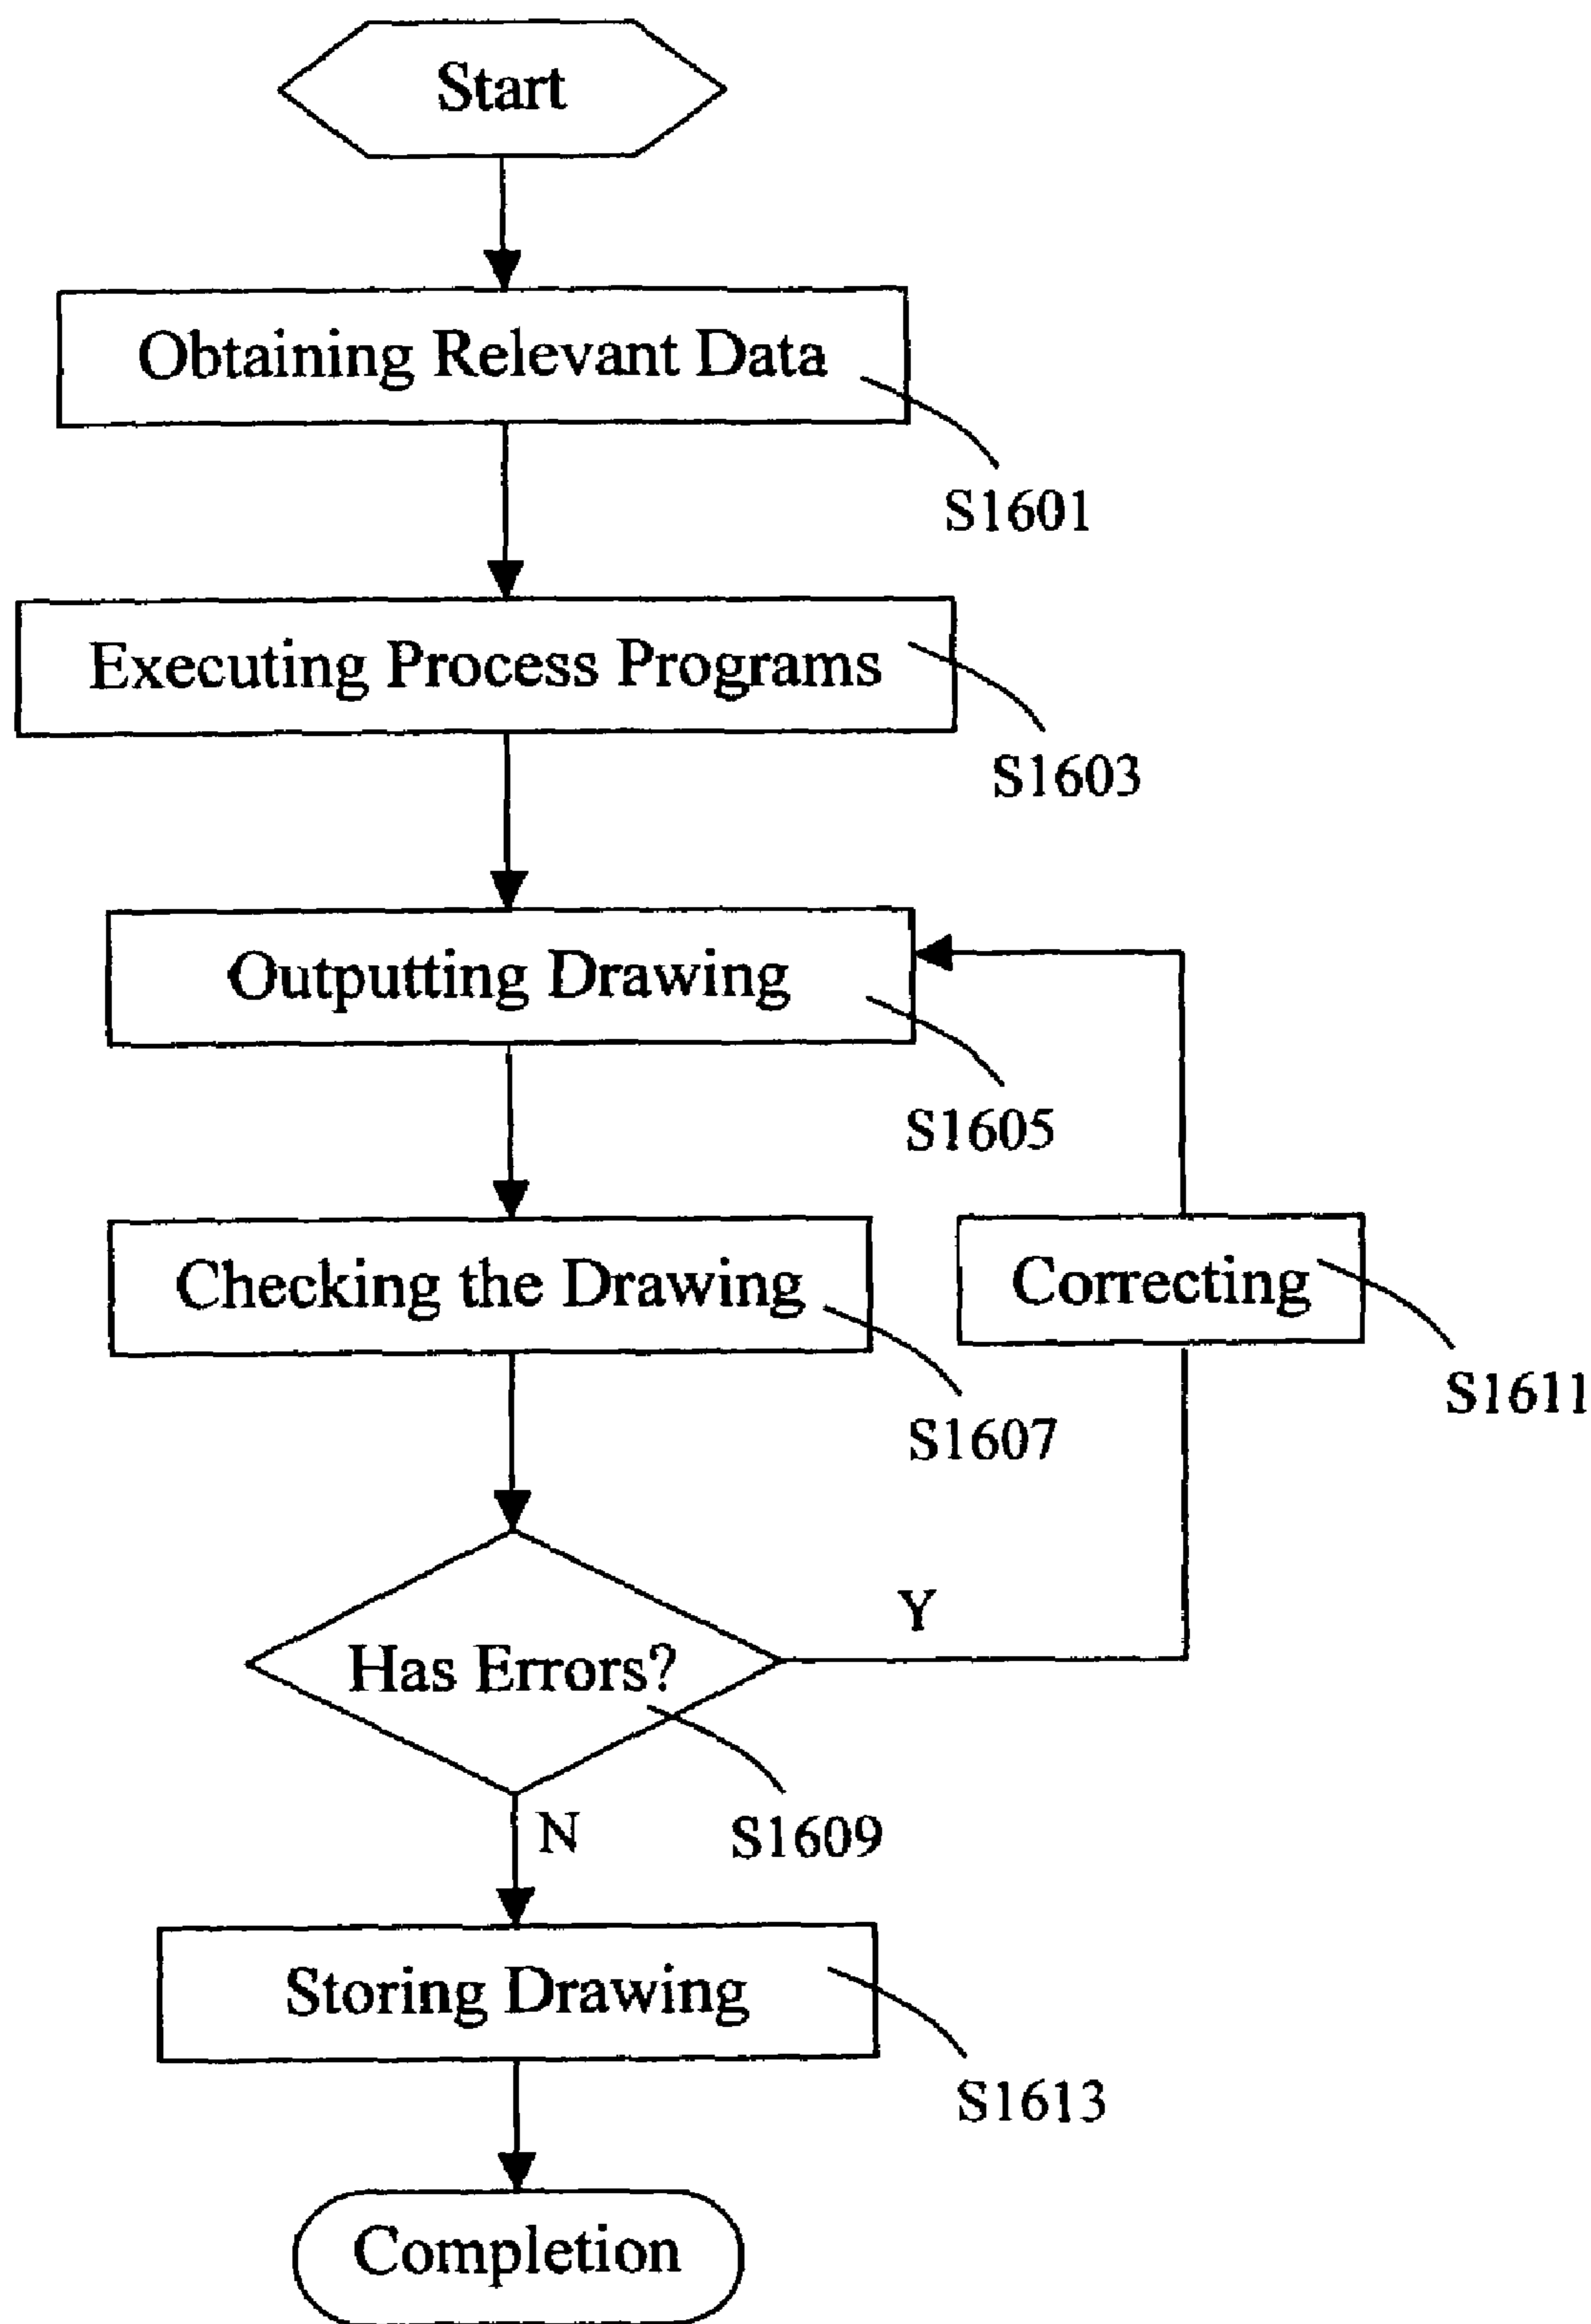 Start
Obtaining Relevant Data
S1601
Executing Process Programs
S1603
Outputting Drawing
S1605
Checking the Drawing
Correcting
S1611
S1607
Has Errors?
Y
N
S1609
Storing Drawing
S1613
Completion